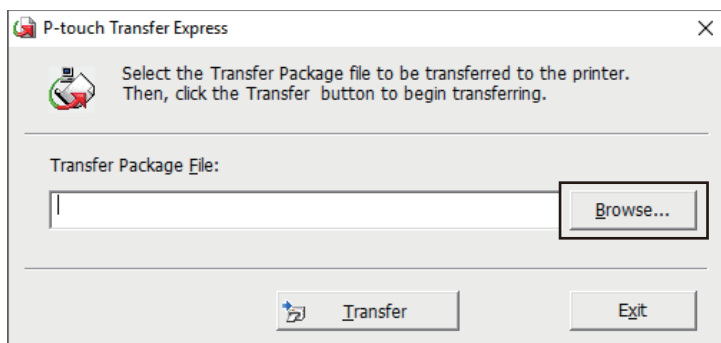 P-touch Transfer Express
Select the Transfer Package file to be transferred to the printer.
Then, click the Transfer button to begin transferring.
Transfer Package File:
Browse...
Transfer
Exit